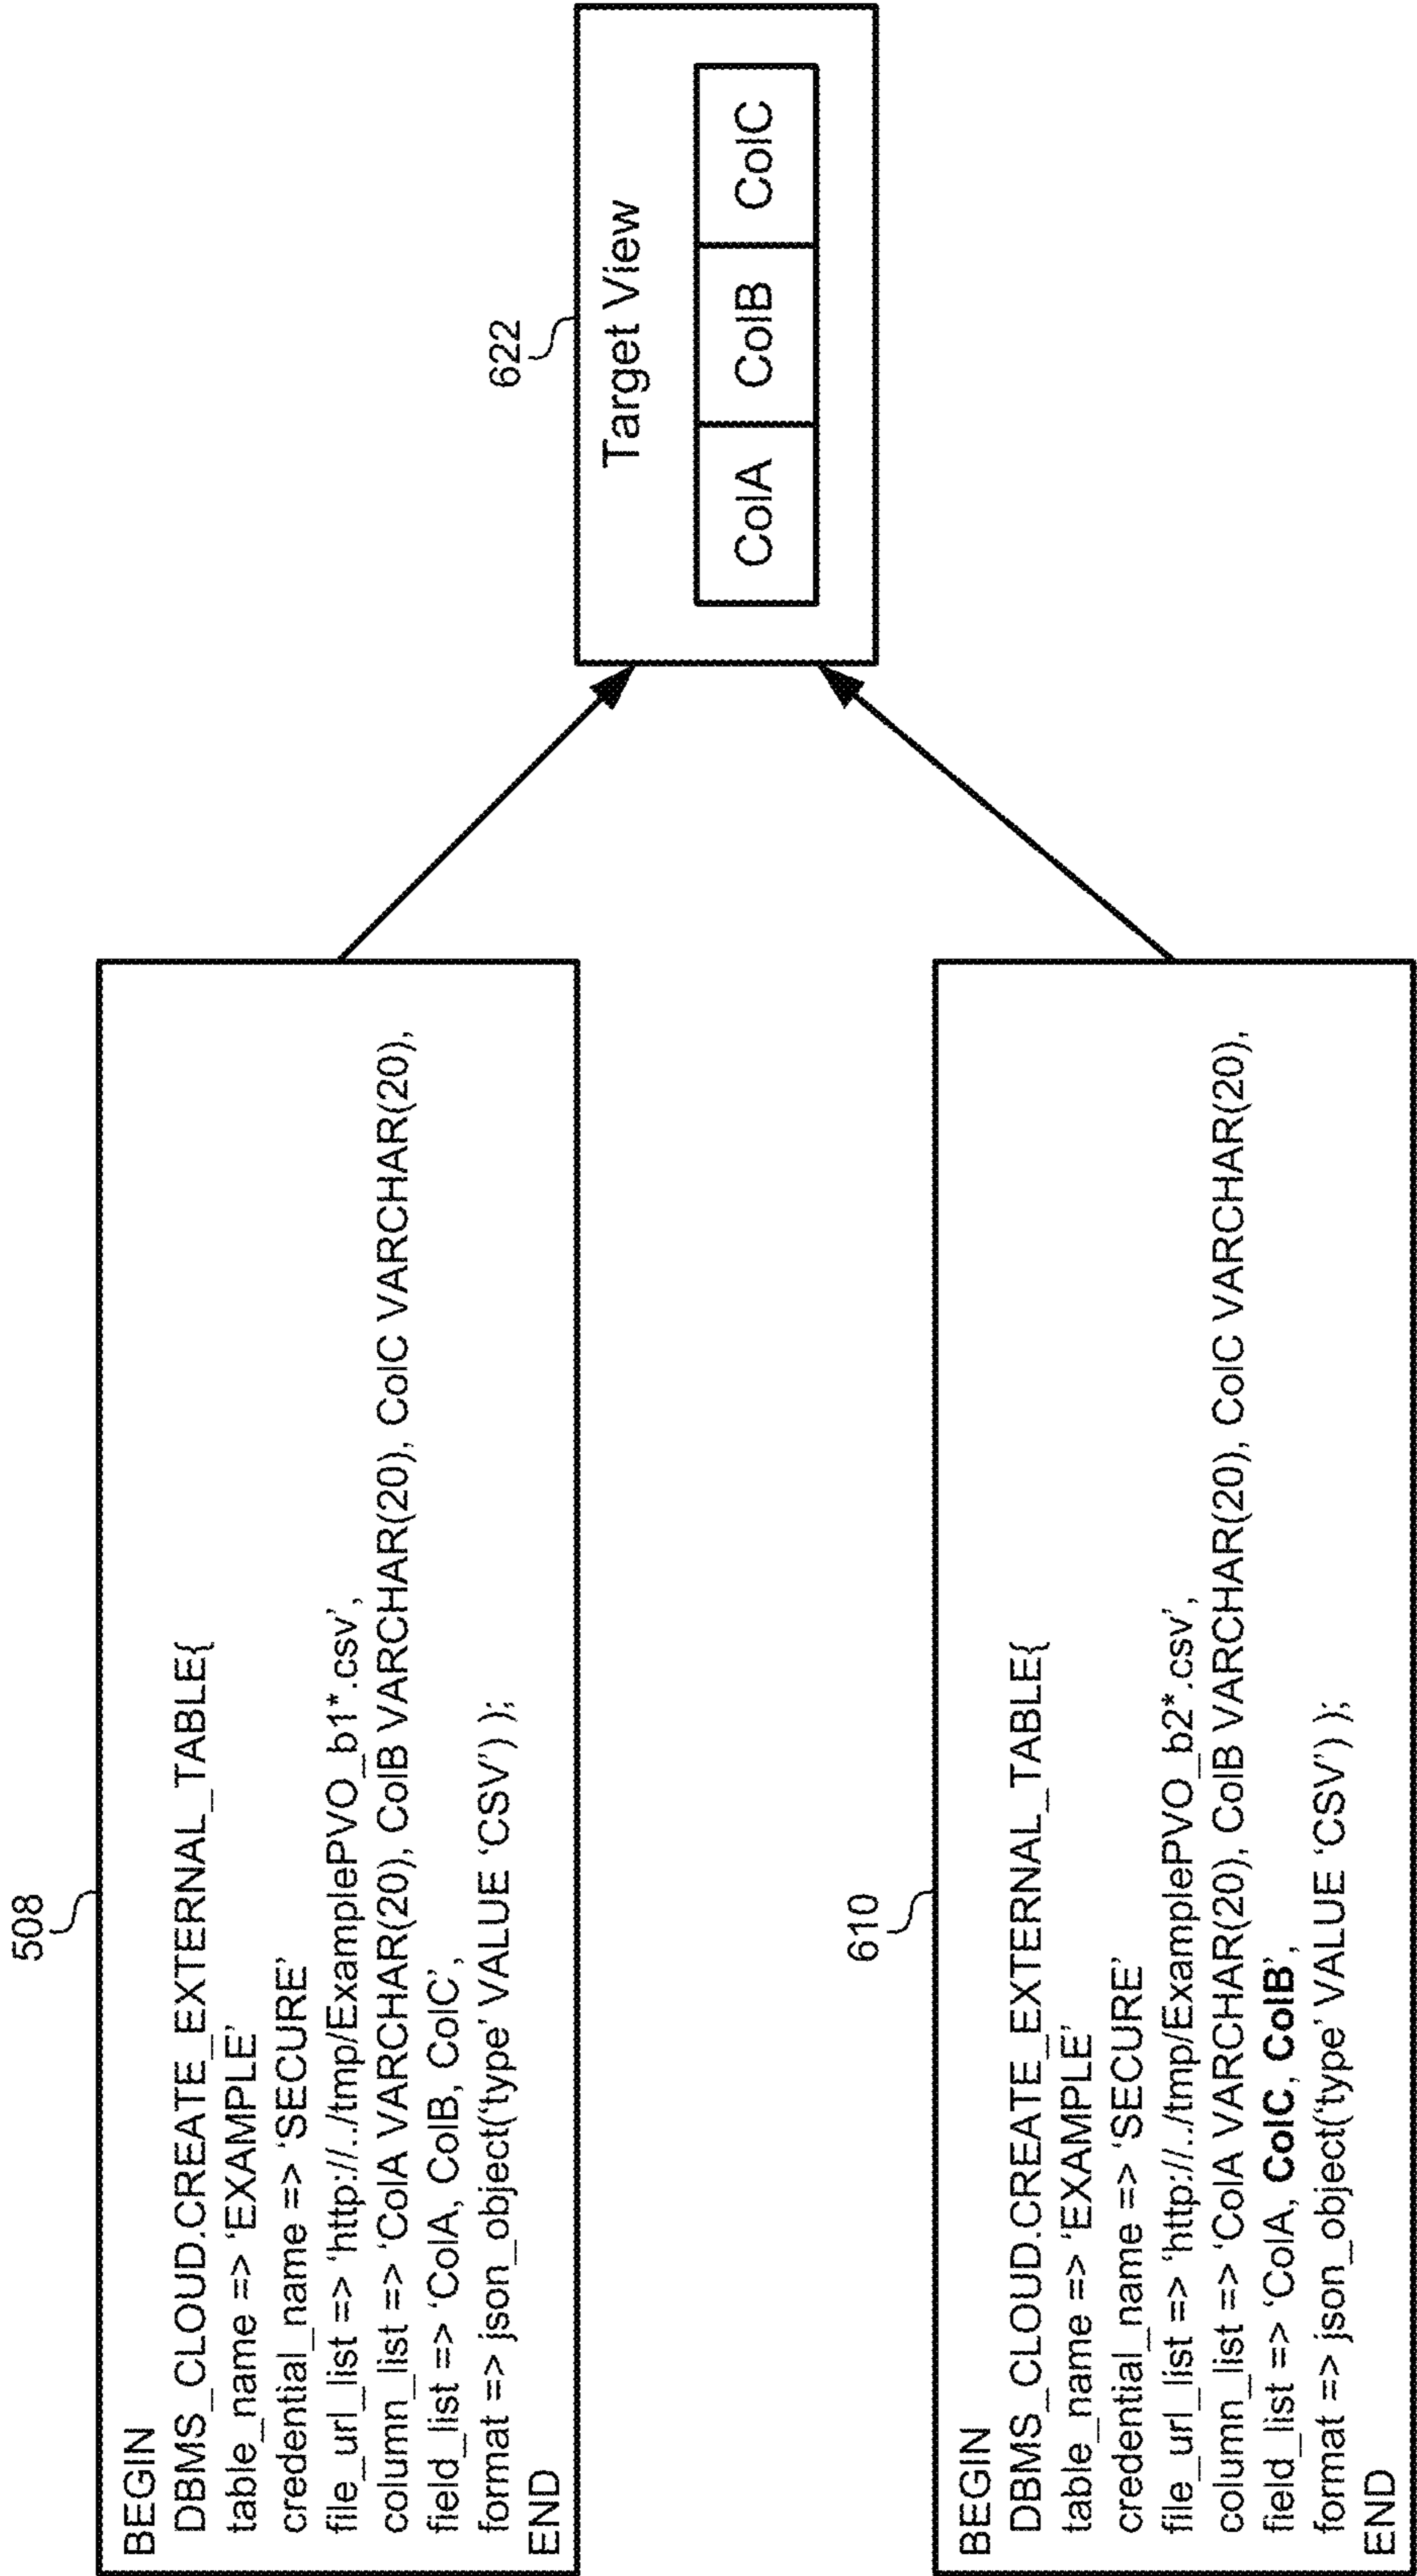 508
BEGIN
DBMS_CLOUD.CREATE_EXTERNAL_TABLE{
table_name => ‘EXAMPLE’
credential_name => ‘SECURE’
file_url_list => ‘http://../tmp/ExamplePVO_b1*.csv’,
column_list => ‘ColA VARCHAR(20), ColB VARCHAR(20), ColC VARCHAR(20),
field_list => ‘ColA, ColB, ColC’,
format => json_object(‘type’ VALUE ‘CSV’) );
END
610
BEGIN
DBMS_CLOUD.CREATE_EXTERNAL_TABLE{
table_name => ‘EXAMPLE’
credential_name => ‘SECURE’
file_url_list => ‘http://../tmp/ExamplePVO_b2*.csv’,
column_list => ‘ColA VARCHAR(20), ColB VARCHAR(20), ColC VARCHAR(20),
field_list => ‘ColA, ColC, ColB’,
format => json_object(‘type’ VALUE ‘CSV’) );
END
622
Target View
ColA ColB ColC